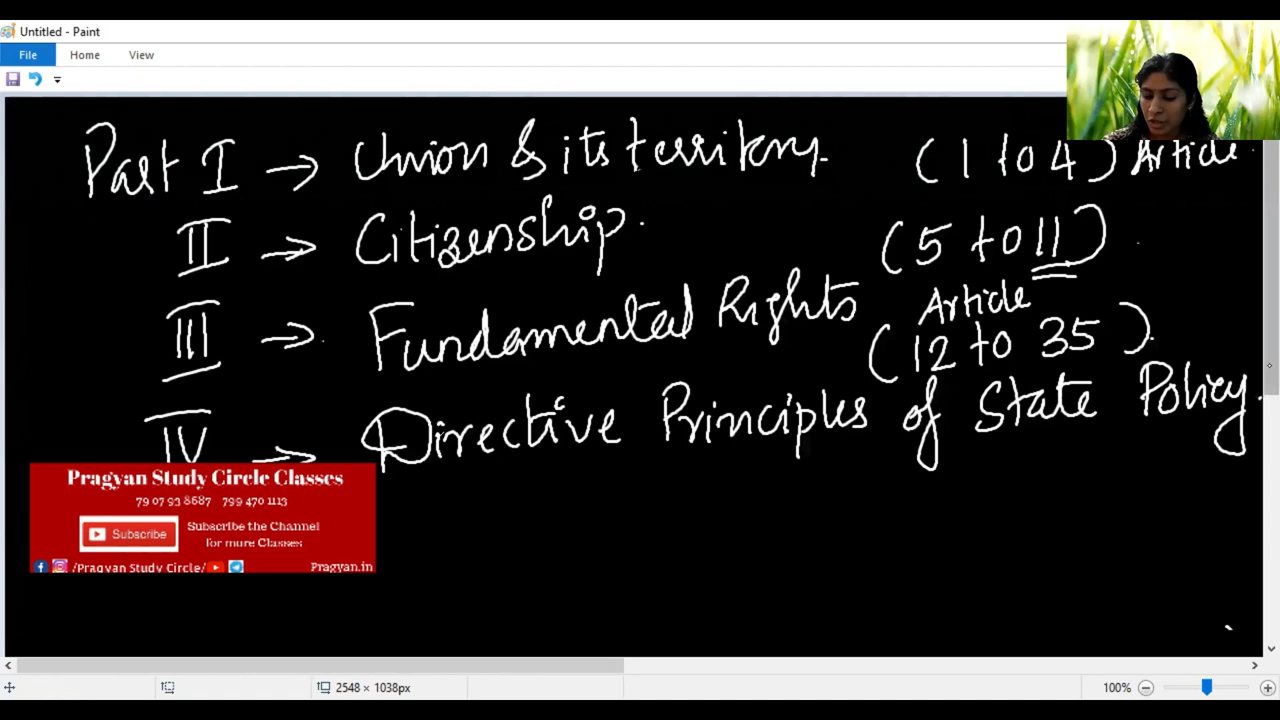 Untitled - Paint
File Home View
Part I → Union & its territory. (1 to 4) Article.
II → Citizenship. (5 to 11)
III → Fundamental Rights Article (12 to 35).
IV → Directive Principles of State Policy.
Pragyan Study Circle Classes
79 07 93 8687 799 470 1113
Subscribe Subscribe the Channel
for more Classes
/Pragyan Study Circle/ Pragyan.in
2548 × 1038px 100%